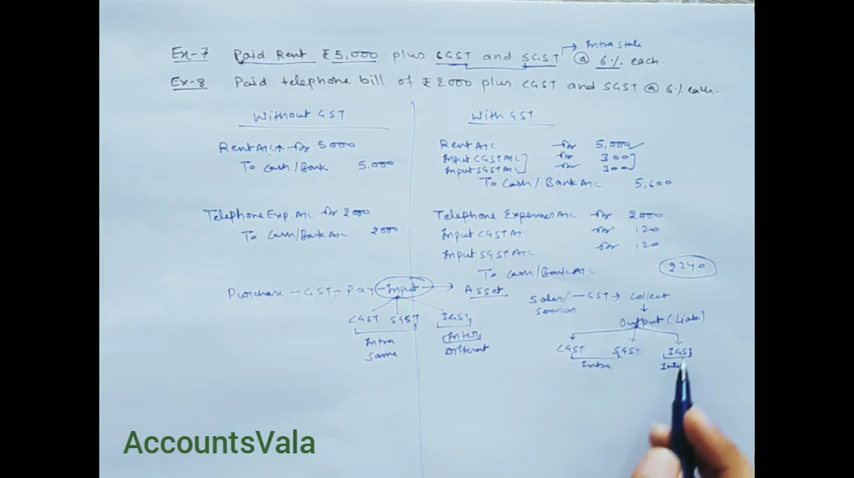 Ex-7 Paid Rent ₹5,000 plus CGST and SGST @ 6% each.
Intra state
Ex-8 Paid telephone bill of ₹2000 plus CGST and SGST @ 6% each.
Without GST
Rent A/c Dr 5000
To Cash/Bank 5,000
Telephone Exp. A/c Dr 2000
To Cash/Bank A/c 2000
With GST
Rent A/c Dr 5,000
Input CGST A/c Dr 300
Input SGST A/c Dr 300
To Cash/Bank A/c 5,600
Telephone Expenses A/c Dr 2,000
Input CGST A/c 120
Input SGST A/c Dr 120
To Cash/Bank A/c 2240
Purchase - GST - Pay - Input → Asset
CGST SGST IGST
Intra Inter
Same Different
Sales/Services - GST → Collect
Output (Liab)
CGST SGST IGST
Intra
AccountsVala